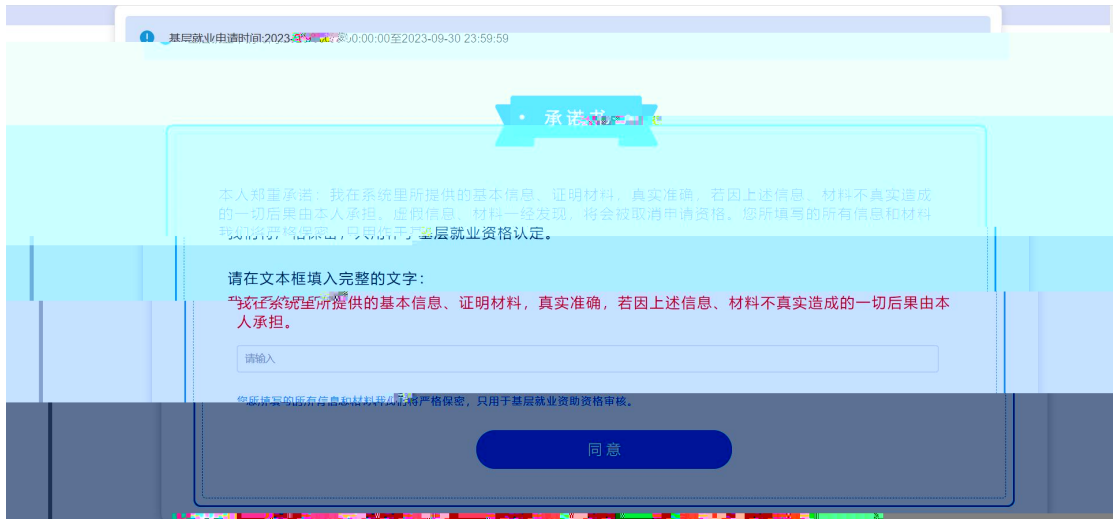 基层就业申请时间:2023-0 00:00:00至2023-09-30 23:59:59
承诺书
本人郑重承诺：我在系统里所提供的基本信息、证明材料，真实准确，若因上述信息、材料不真实造成
的一切后果由本人承担。虚假信息、材料一经发现，将会被取消申请资格。您所填写的所有信息和材料
我们将严格保密，只用作于基层就业资格认定。
请在文本框填入完整的文字：
我在系统里所提供的基本信息、证明材料，真实准确，若因上述信息、材料不真实造成的一切后果由本
人承担。
请输入
您所填写的所有信息和材料我们将严格保密，只用于基层就业资助资格审核。
同意